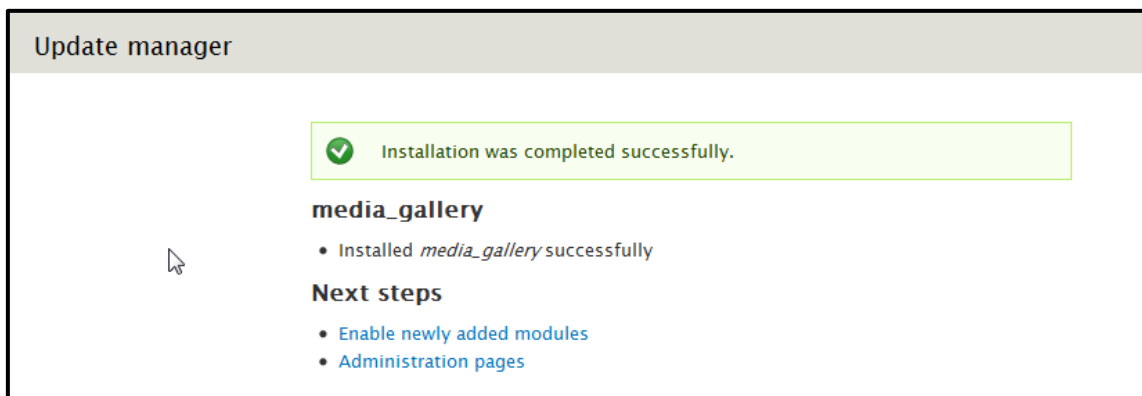 Update manager
Installation was completed successfully.
media_gallery
Installed media_gallery successfully
Next steps
Enable newly added modules
Administration pages